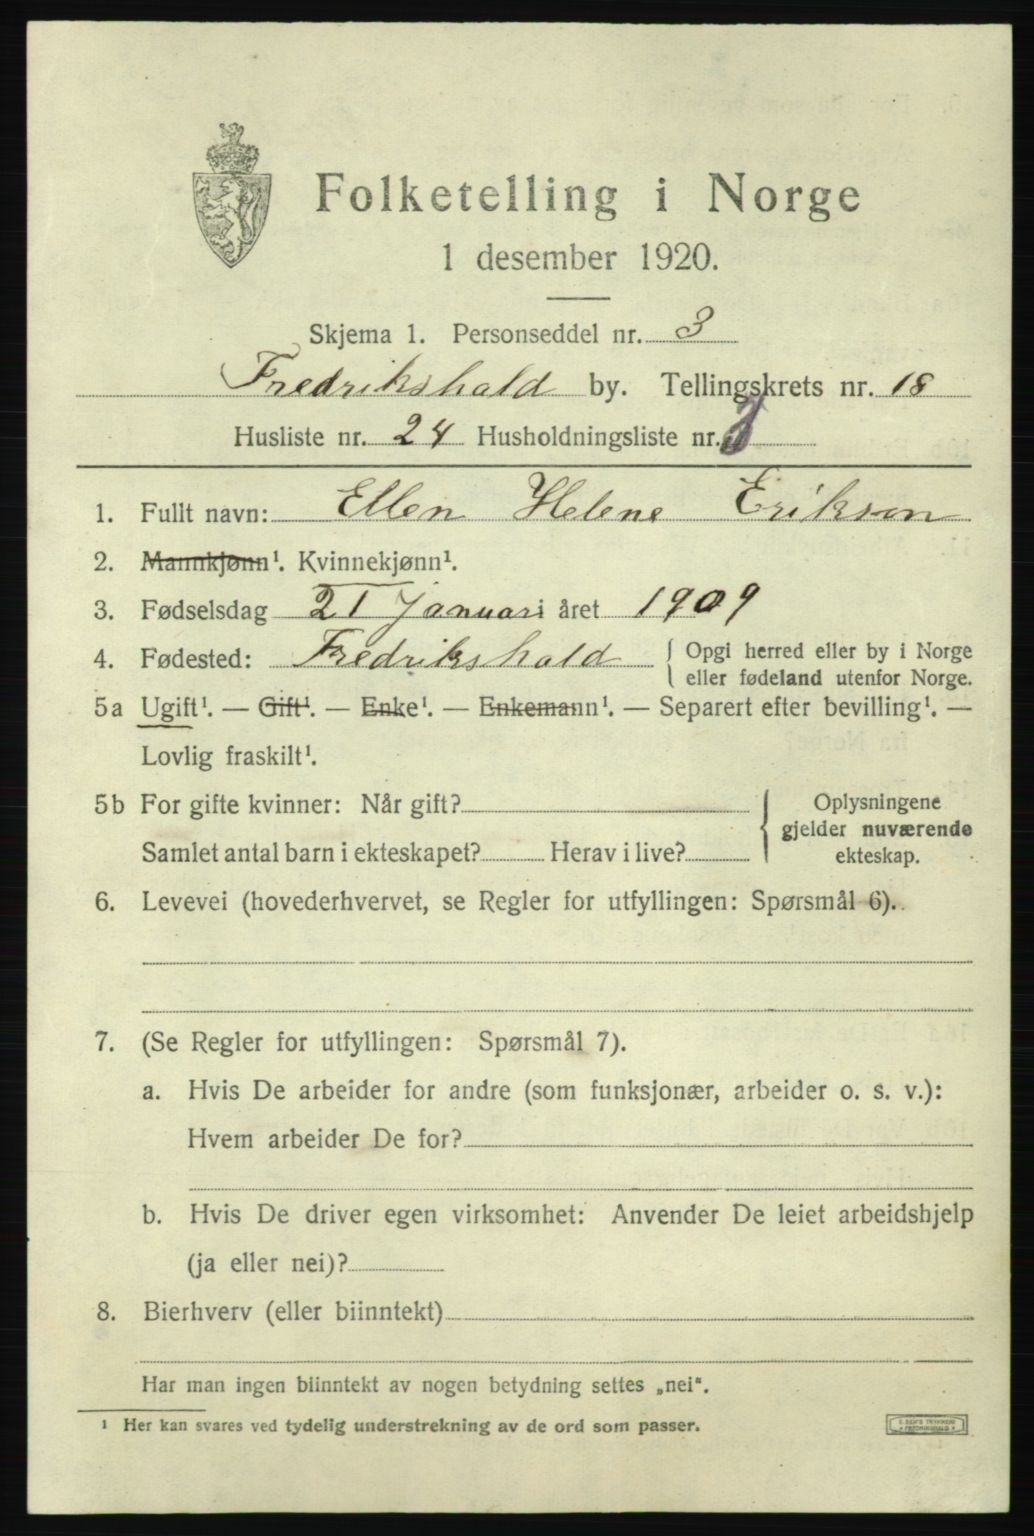 Folketelling i Norge
1 desember 1920.
Skjema 1. Personseddel nr. 3
Fredrikshald by. Tellingskrets nr. 18
Husliste nr. 24 Husholdningsliste nr.
1. Fullt navn: Ellen Helene Erikson
2. Mannkjønn¹. Kvinnekjønn¹.
3. Fødselsdag 21 Januari året 1909
4. Fødested: Fredrikshald { Opgi herred eller by i Norge
eller fødeland utenfor Norge.
5a Ugift¹. — Gift¹. — Enke¹. — Enkemann¹. — Separert efter bevilling¹. —
Lovlig fraskilt¹.
5b For gifte kvinner: Når gift? { Oplysningene
gjelder nuværende
Samlet antal barn i ekteskapet? Herav i live? ekteskap.
6. Levevei (hovederhvervet, se Regler for utfyllingen: Spørsmål 6).
7. (Se Regler for utfyllingen: Spørsmål 7).
a. Hvis De arbeider for andre (som funksjonær, arbeider o. s. v.):
Hvem arbeider De for?
b. Hvis De driver egen virksomhet: Anvender De leiet arbeidshjelp
(ja eller nei)?
8. Bierhverv (eller biinntekt)
Har man ingen biinntekt av nogen betydning settes „nei".
¹ Her kan svares ved tydelig understrekning av de ord som passer.